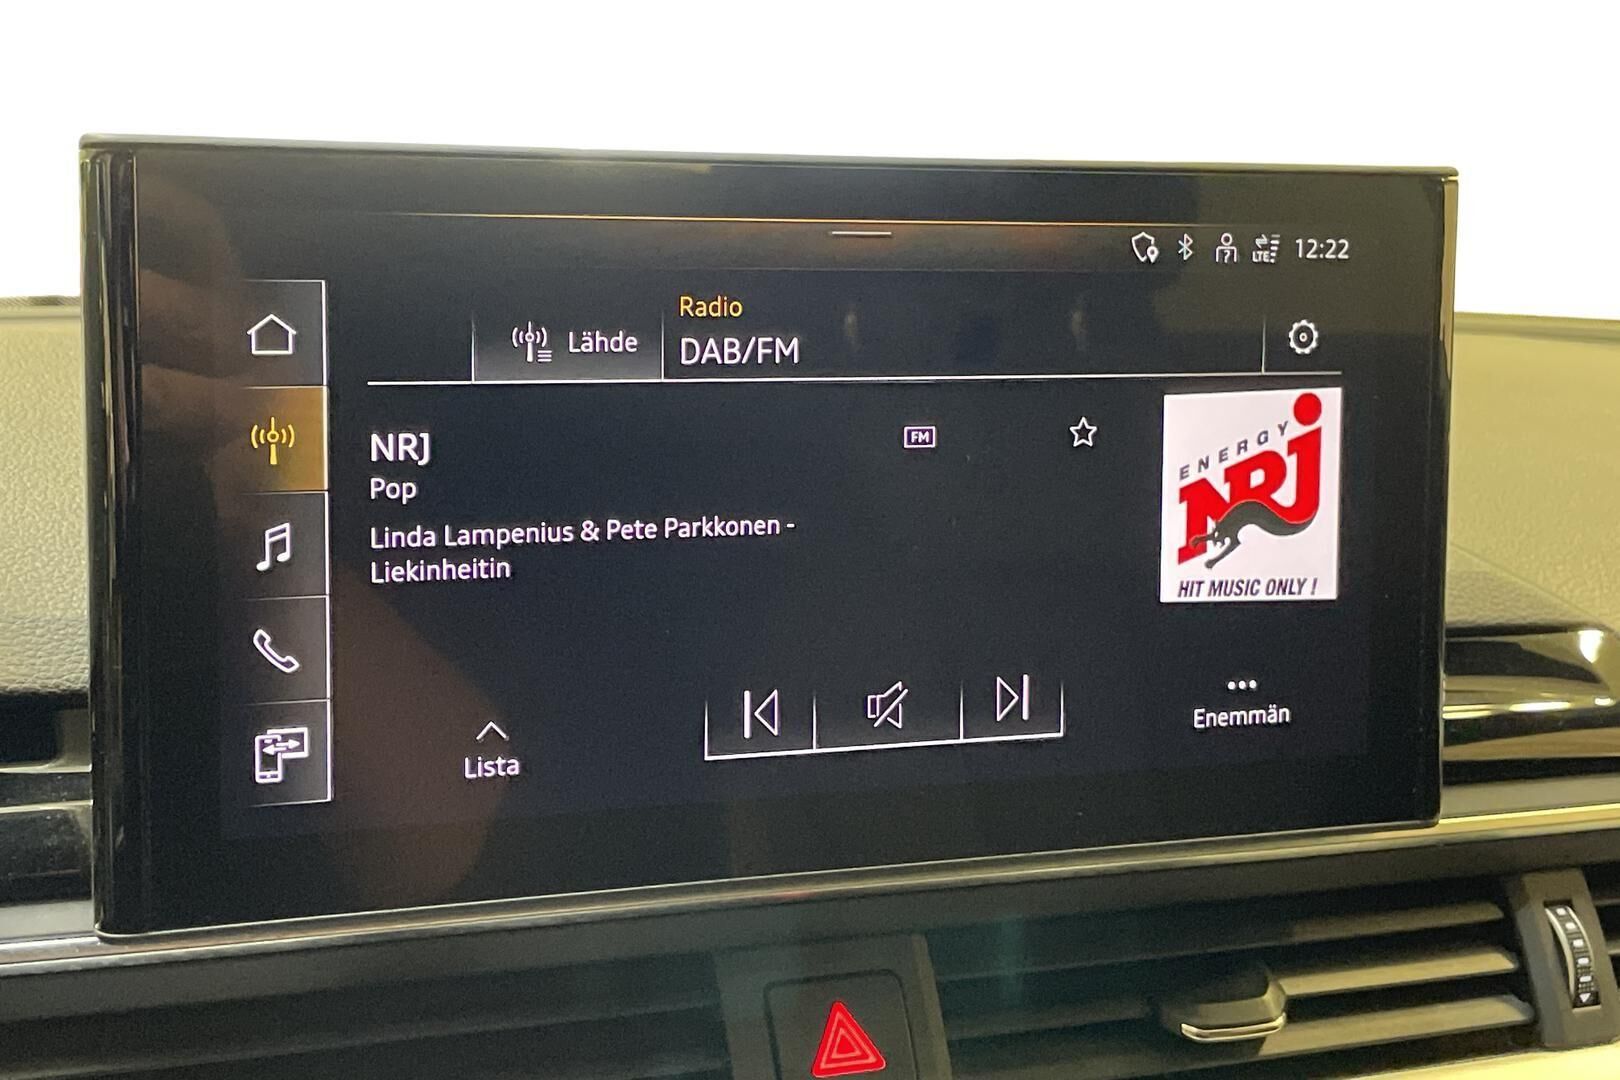 LTE 12:22
Radio
Lähde
DAB/FM
NRJ
FM
Pop
Linda Lampenius & Pete Parkkonen -
Liekinheitin
ENERGY
NRJ
HIT MUSIC ONLY !
Lista
Enemmän